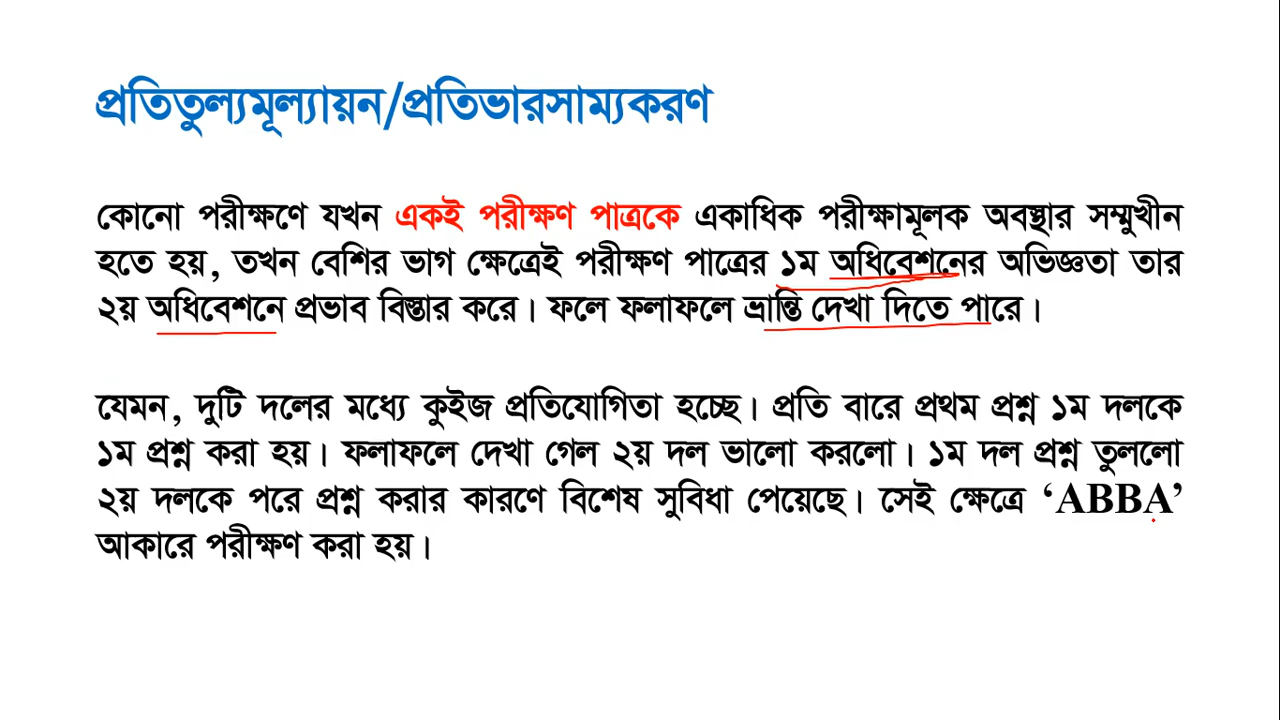 প্রতিতুল্যমূল্যায়ন/প্রতিভারসাম্যকরণ
কোনো পরীক্ষণে যখন একই পরীক্ষণ পাত্রকে একাধিক পরীক্ষামূলক অবস্থার সম্মুখীন
হতে হয়, তখন বেশির ভাগ ক্ষেত্রেই পরীক্ষণ পাত্রের ১ম অধিবেশনের অভিজ্ঞতা তার
২য় অধিবেশনে প্রভাব বিস্তার করে। ফলে ফলাফলে ভ্রান্তি দেখা দিতে পারে।
যেমন, দুটি দলের মধ্যে কুইজ প্রতিযোগিতা হচ্ছে। প্রতি বারে প্রথম প্রশ্ন ১ম দলকে
১ম প্রশ্ন করা হয়। ফলাফলে দেখা গেল ২য় দল ভালো করলো। ১ম দল প্রশ্ন তুললো
২য় দলকে পরে প্রশ্ন করার কারণে বিশেষ সুবিধা পেয়েছে। সেই ক্ষেত্রে ‘ABBA’
আকারে পরীক্ষণ করা হয়।